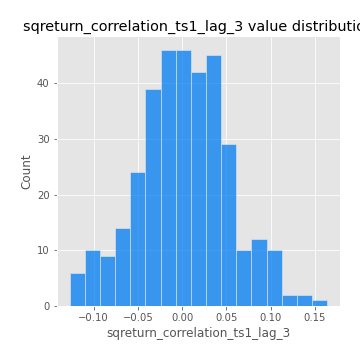 sqreturn_correlation_ts1_lag_3 value distributio
40
30
20
10
0
Count
−0.10 −0.05 0.00 0.05 0.10 0.15
sqreturn_correlation_ts1_lag_3